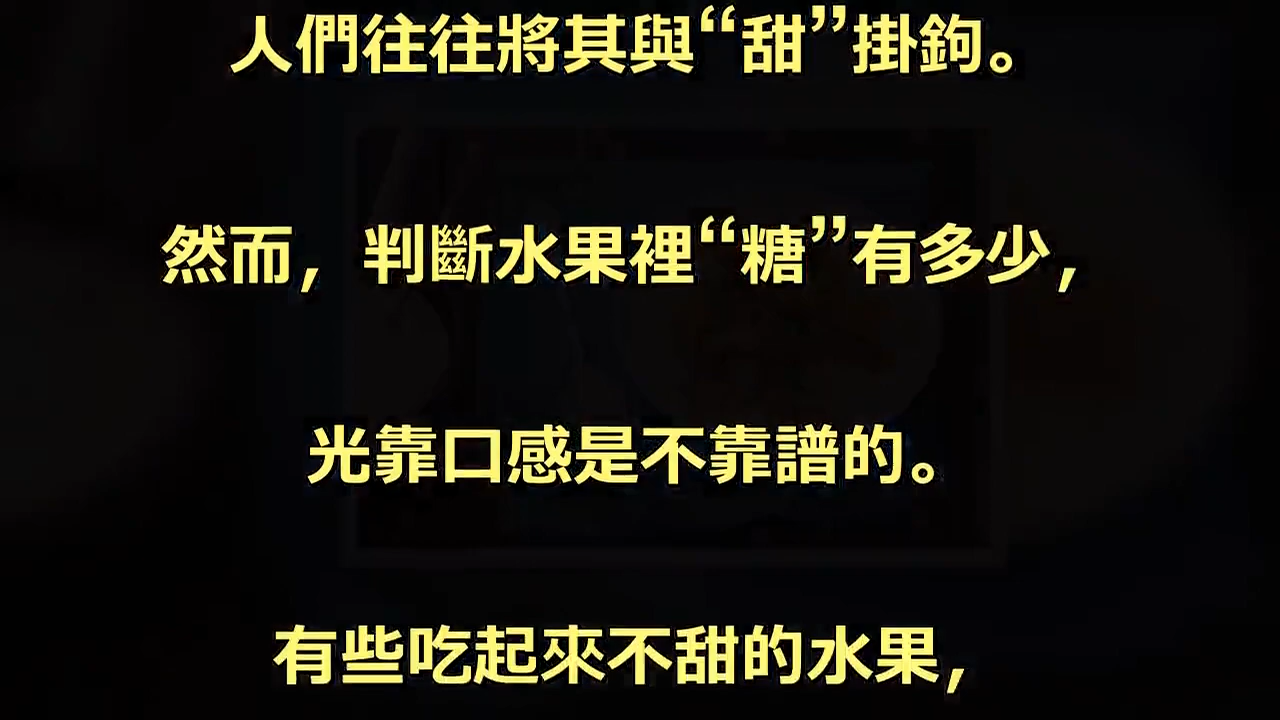 人們往往將其與“甜”掛鉤。
然而，判斷水果裡“糖”有多少，
光靠口感是不靠譜的。
有些吃起來不甜的水果，